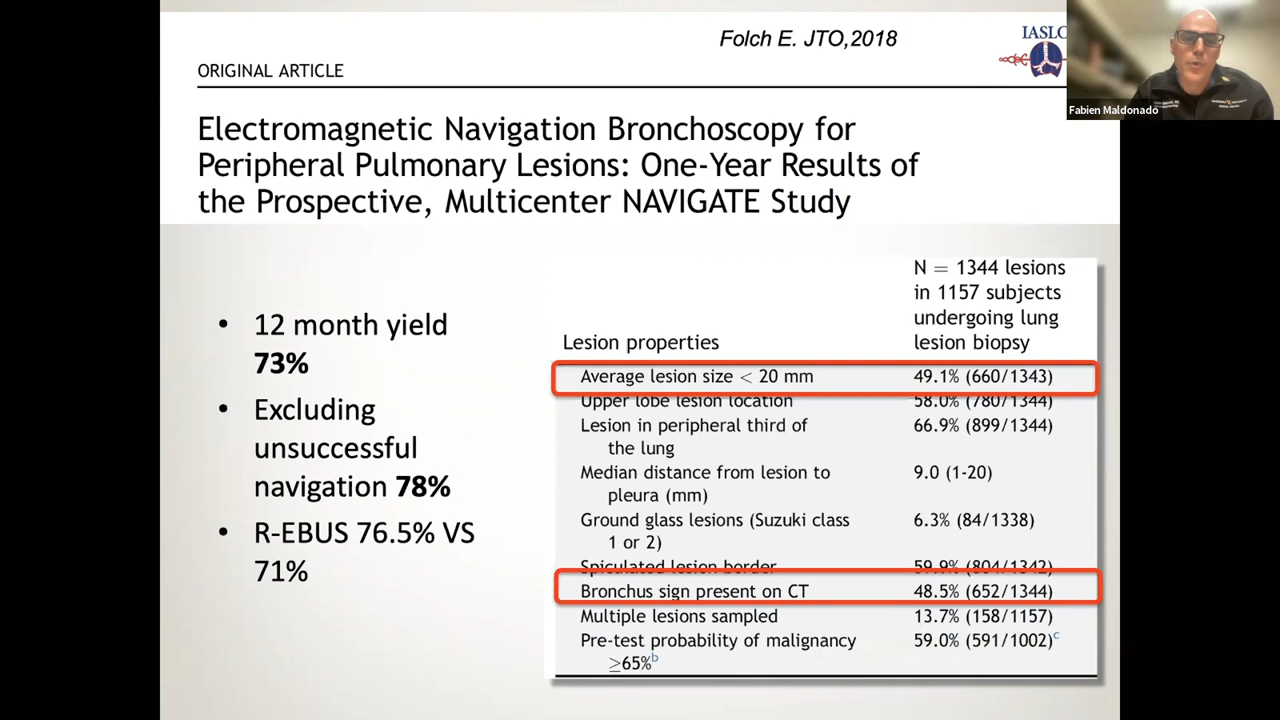 Folch E. JTO,2018
IASLC
Fabien Maldonado
ORIGINAL ARTICLE
Electromagnetic Navigation Bronchoscopy for
Peripheral Pulmonary Lesions: One-Year Results of
the Prospective, Multicenter NAVIGATE Study
• 12 month yield
73%
• Excluding
unsuccessful
navigation 78%
• R-EBUS 76.5% VS
71%
N = 1344 lesions
in 1157 subjects
undergoing lung
Lesion properties lesion biopsy
Average lesion size < 20 mm 49.1% (660/1343)
Upper lobe lesion location 58.0% (780/1344)
Lesion in peripheral third of 66.9% (899/1344)
the lung
Median distance from lesion to 9.0 (1-20)
pleura (mm)
Ground glass lesions (Suzuki class 6.3% (84/1338)
1 or 2)
Spiculated lesion border 59.9% (804/1342)
Bronchus sign present on CT 48.5% (652/1344)
Multiple lesions sampled 13.7% (158/1157)
Pre-test probability of malignancy 59.0% (591/1002)c
≥65%b